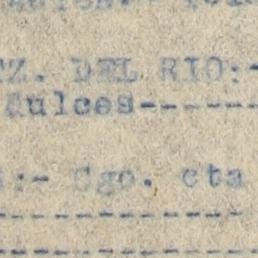 Z. DEL RIO:-
dulces-------
:- Sgo. cta
-----------
-----------